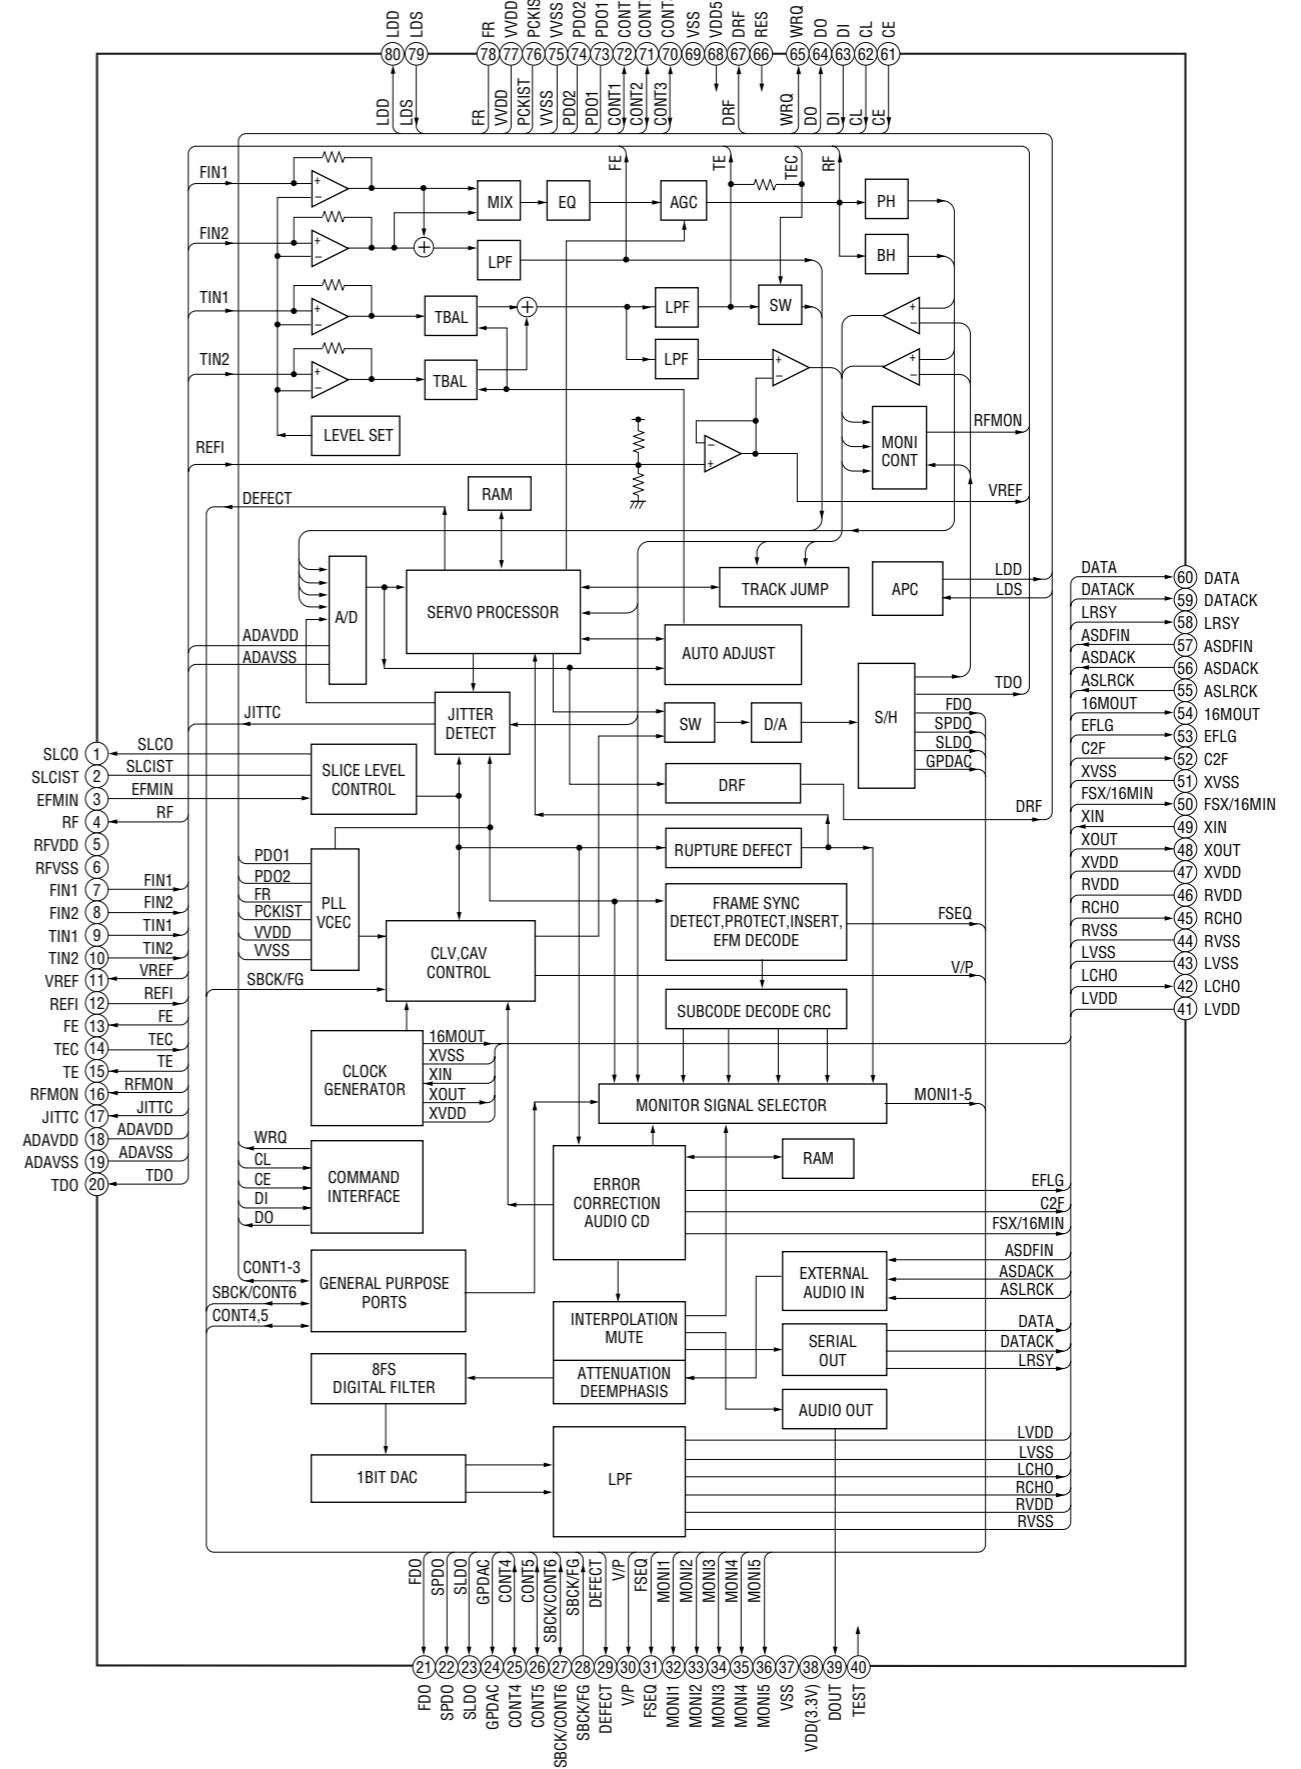 LDD LDS FR VVDD PCKIST VVSS PDO2 PDO1 CONT CONT CONT VSS VDD5 DRF RES WRQ DO DI CL CE
80 79 78 77 76 75 74 73 72 71 70 69 68 67 66 65 64 63 62 61
LDD LDS FR VVDD PCKIST VVSS PDO2 PDO1 CONT1 CONT2 CONT3 DRF WRQ DO DI CL CE
FE TE TEC RF
FIN1
+
−
MIX EQ AGC PH
FIN2
+
−
+
LPF BH
TIN1
+
−
TBAL + LPF SW
+
−
TIN2
+
−
TBAL LPF
+
−
+
−
LEVEL SET
REFI
−
+
MONI
CONT
RFMON
VREF
DEFECT
RAM
A/D
SERVO PROCESSOR
TRACK JUMP
APC
LDD
LDS
ADAVDD
ADAVSS
AUTO ADJUST
S/H
TDO
FDO
SPDO
SLDO
GPDAC
JITTC
JITTER
DETECT
SW D/A
SLCO
SLCIST
EFMIN
SLICE LEVEL
CONTROL
DRF
DRF
RF
RUPTURE DEFECT
PDO1
PDO2
FR
PCKIST
VVDD
VVSS
PLL
VCEC
FRAME SYNC
DETECT,PROTECT,INSERT,
EFM DECODE
FSEQ
CLV,CAV
CONTROL
V/P
SBCK/FG
SUBCODE DECODE CRC
CLOCK
GENERATOR
16MOUT
XVSS
XIN
XOUT
XVDD
MONITOR SIGNAL SELECTOR
MONI1-5
WRQ
CL
CE
DI
DO
COMMAND
INTERFACE
ERROR
CORRECTION
AUDIO CD
RAM
EFLG
C2F
FSX/16MIN
CONT1-3
SBCK/CONT6
CONT4,5
GENERAL PURPOSE
PORTS
EXTERNAL
AUDIO IN
ASDFIN
ASDACK
ASLRCK
INTERPOLATION
MUTE
SERIAL
OUT
DATA
DATACK
LRSY
8FS
DIGITAL FILTER
ATTENUATION
DEEMPHASIS
AUDIO OUT
1BIT DAC
LPF
LVDD
LVSS
LCHO
RCHO
RVDD
RVSS
SLCO 1
SLCIST 2
EFMIN 3
RF 4
RFVDD 5
RFVSS 6
FIN1 7 FIN1
FIN2 8 FIN2
TIN1 9 TIN1
TIN2 10 TIN2
VREF 11 VREF
REFI 12 REFI
FE 13 FE
TEC 14 TEC
TE 15 TE
RFMON 16 RFMON
JITTC 17 JITTC
ADAVDD 18 ADAVDD
ADAVSS 19 ADAVSS
TDO 20 TDO
DATA 60 DATA
DATACK 59 DATACK
LRSY 58 LRSY
ASDFIN 57 ASDFIN
ASDACK 56 ASDACK
ASLRCK 55 ASLRCK
16MOUT 54 16MOUT
EFLG 53 EFLG
C2F 52 C2F
XVSS 51 XVSS
FSX/16MIN 50 FSX/16MIN
XIN 49 XIN
XOUT 48 XOUT
XVDD 47 XVDD
RVDD 46 RVDD
RCHO 45 RCHO
RVSS 44 RVSS
LVSS 43 LVSS
LCHO 42 LCHO
LVDD 41 LVDD
FDO SPDO SLDO GPDAC CONT4 CONT5 SBCK/CONT6 SBCK/FG DEFECT V/P FSEQ MONI1 MONI2 MONI3 MONI4 MONI5
21 22 23 24 25 26 27 28 29 30 31 32 33 34 35 36 37 38 39 40
FDO SPDO SLDO GPDAC CONT4 CONT5 SBCK/CONT6 SBCK/FG DEFECT V/P FSEQ MONI1 MONI2 MONI3 MONI4 MONI5 VSS VDD(3.3V) DOUT TEST